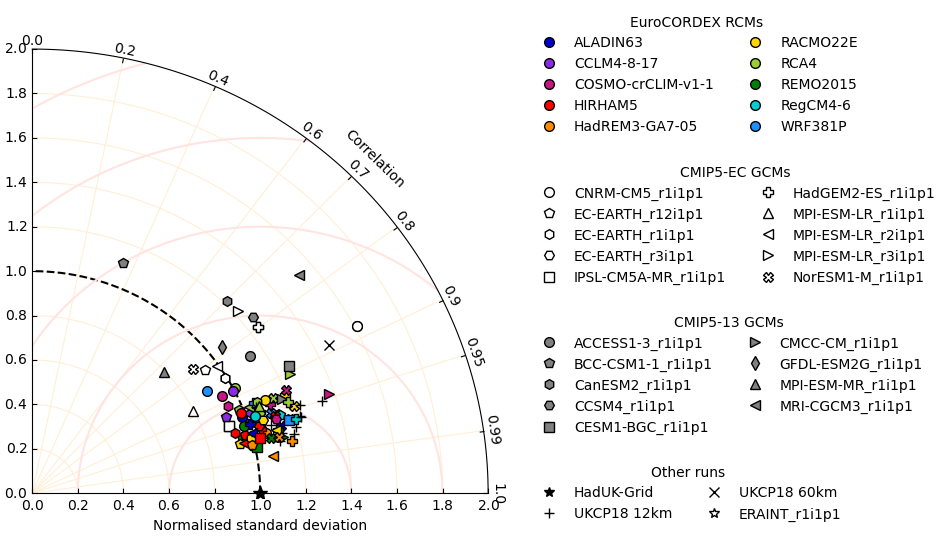 EuroCORDEX RCMs
ALADIN63 RACMO22E
CCLM4-8-17 RCA4
COSMO-crCLIM-v1-1 REMO2015
HIRHAM5 RegCM4-6
HadREM3-GA7-05 WRF381P
CMIP5-EC GCMs
CNRM-CM5_r1i1p1 HadGEM2-ES_r1i1p1
EC-EARTH_r12i1p1 MPI-ESM-LR_r1i1p1
EC-EARTH_r1i1p1 MPI-ESM-LR_r2i1p1
EC-EARTH_r3i1p1 MPI-ESM-LR_r3i1p1
IPSL-CM5A-MR_r1i1p1 NorESM1-M_r1i1p1
CMIP5-13 GCMs
ACCESS1-3_r1i1p1 CMCC-CM_r1i1p1
BCC-CSM1-1_r1i1p1 GFDL-ESM2G_r1i1p1
CanESM2_r1i1p1 MPI-ESM-MR_r1i1p1
CCSM4_r1i1p1 MRI-CGCM3_r1i1p1
CESM1-BGC_r1i1p1
Other runs
HadUK-Grid UKCP18 60km
UKCP18 12km ERAINT_r1i1p1
0.0
0.2
0.4
0.6
Correlation
0.7
0.8
0.9
0.95
0.99
1.0
2.0
1.8
1.6
1.4
1.2
1.0
0.8
0.6
0.4
0.2
0.0
0.0 0.2 0.4 0.6 0.8 1.0 1.2 1.4 1.6 1.8 2.0
Normalised standard deviation